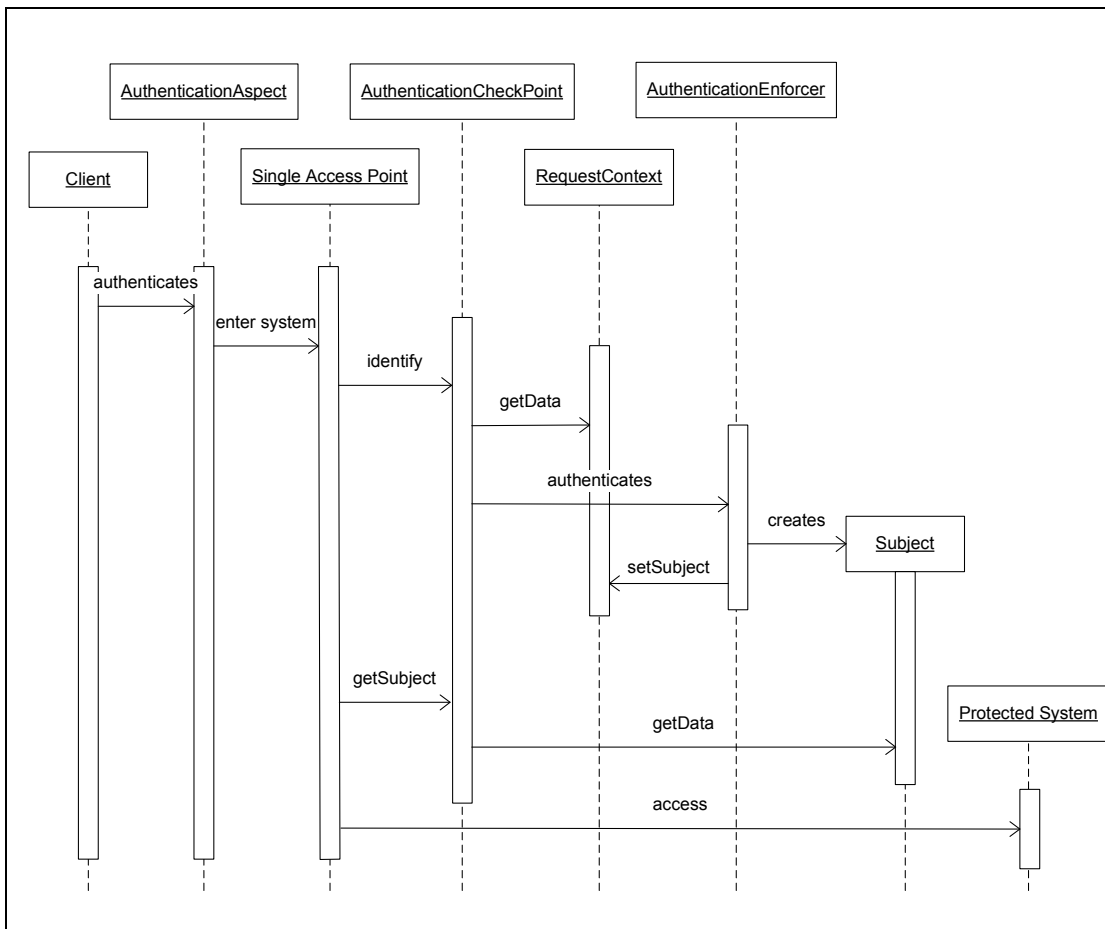 AuthenticationAspect
AuthenticationCheckPoint
AuthenticationEnforcer
Client
Single Access Point
RequestContext
authenticates
enter system
identify
getData
authenticates
creates
Subject
setSubject
getSubject
Protected System
getData
access